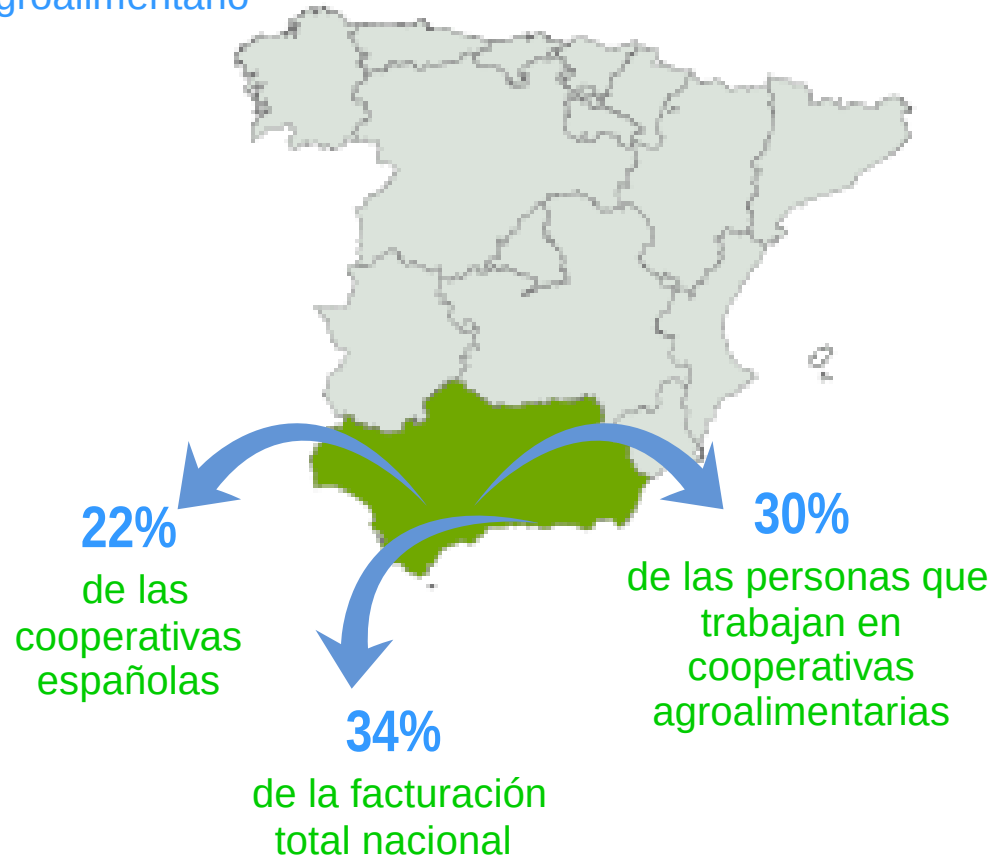 groalimentario
22%
de las
cooperativas
españolas
34%
de la facturación
total nacional
30%
de las personas que
trabajan en
cooperativas
agroalimentarias